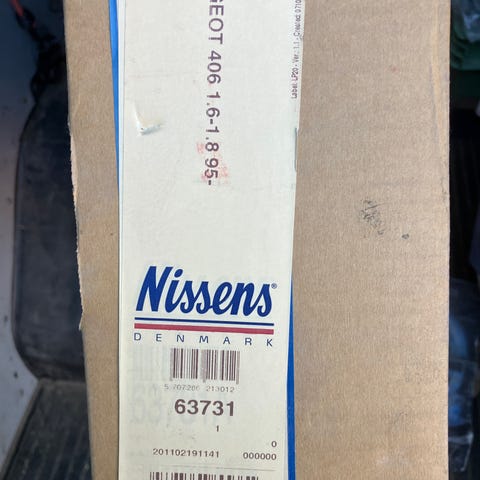 GEOT 406 1.6-1.8 95-
Nissens®
DENMARK
5 707286 213012
63731
1
0
201102191141 000000